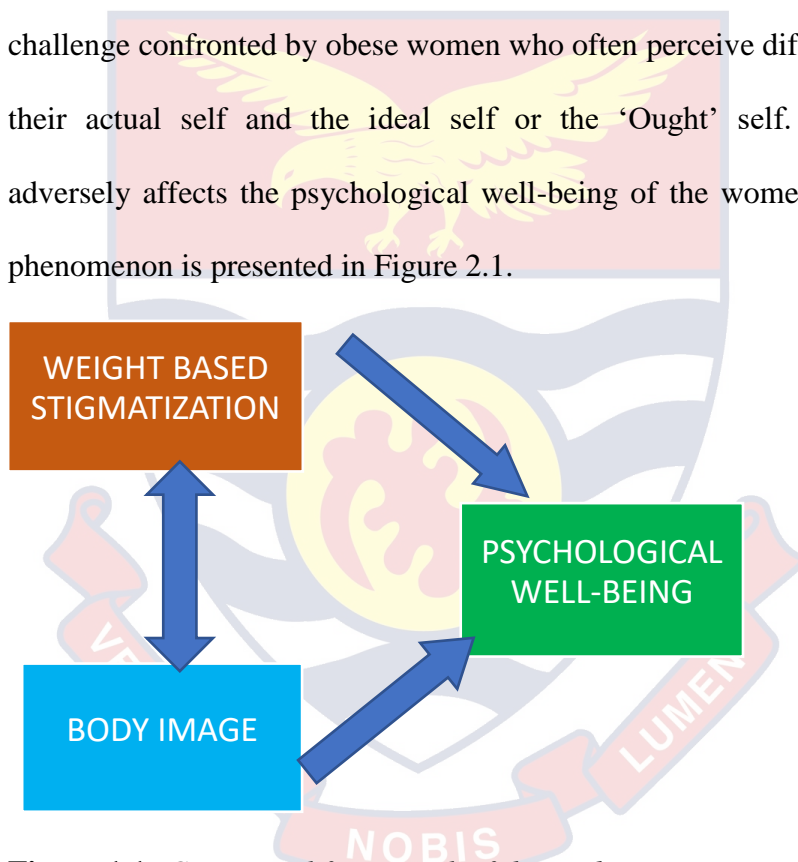 challenge confronted by obese women who often perceive dif
their actual self and the ideal self or the ‘Ought’ self.
adversely affects the psychological well-being of the wome
phenomenon is presented in Figure 2.1.
WEIGHT BASED
STIGMATIZATION
PSYCHOLOGICAL
WELL-BEING
BODY IMAGE
LUMEN
NOBIS